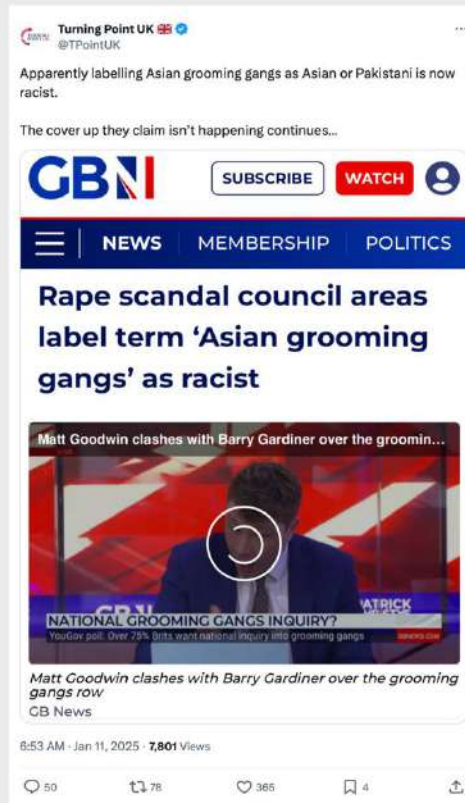 Turning Point UK 🇬🇧
@TPointUK
Apparently labelling Asian grooming gangs as Asian or Pakistani is now
racist.
The cover up they claim isn't happening continues...
GBN
SUBSCRIBE
WATCH
NEWS
MEMBERSHIP
POLITICS
Rape scandal council areas
label term ‘Asian grooming
gangs’ as racist
Matt Goodwin clashes with Barry Gardiner over the groomin...
NATIONAL GROOMING GANGS INQUIRY?
YouGov poll: Over 75% Brits want national inquiry into grooming gangs
Matt Goodwin clashes with Barry Gardiner over the grooming
gangs row
GB News
6:53 AM · Jan 11, 2025 · 7,801 Views
50
78
365
4